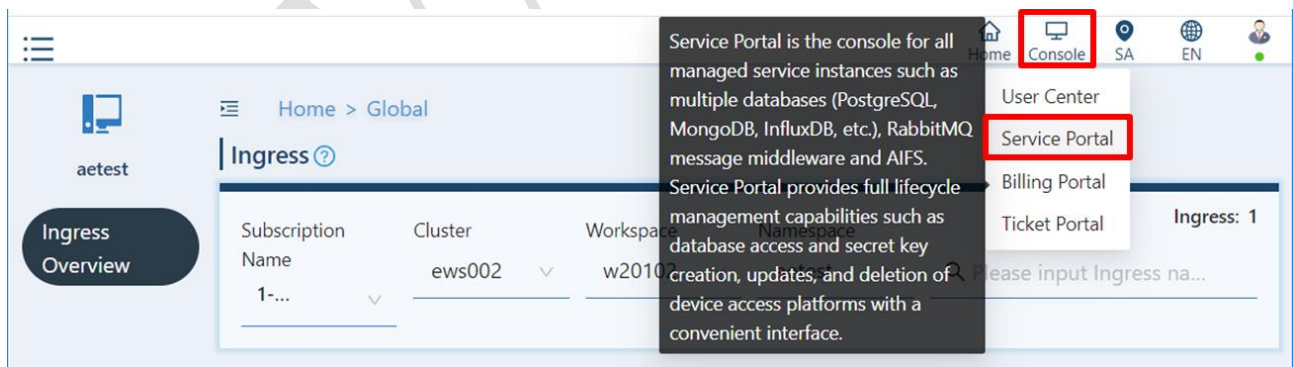 Home
Console
SA
EN
Service Portal is the console for all
managed service instances such as
multiple databases (PostgreSQL,
MongoDB, InfluxDB, etc.), RabbitMQ
message middleware and AIFS.
Service Portal provides full lifecycle
management capabilities such as
database access and secret key
creation, updates, and deletion of
device access platforms with a
convenient interface.
User Center
Service Portal
Billing Portal
Ticket Portal
aetest
Ingress
Overview
Home > Global
Ingress
Ingress: 1
Subscription
Name
1-...
Cluster
ews002
Workspace
w20102
Namespace
Please input Ingress na...